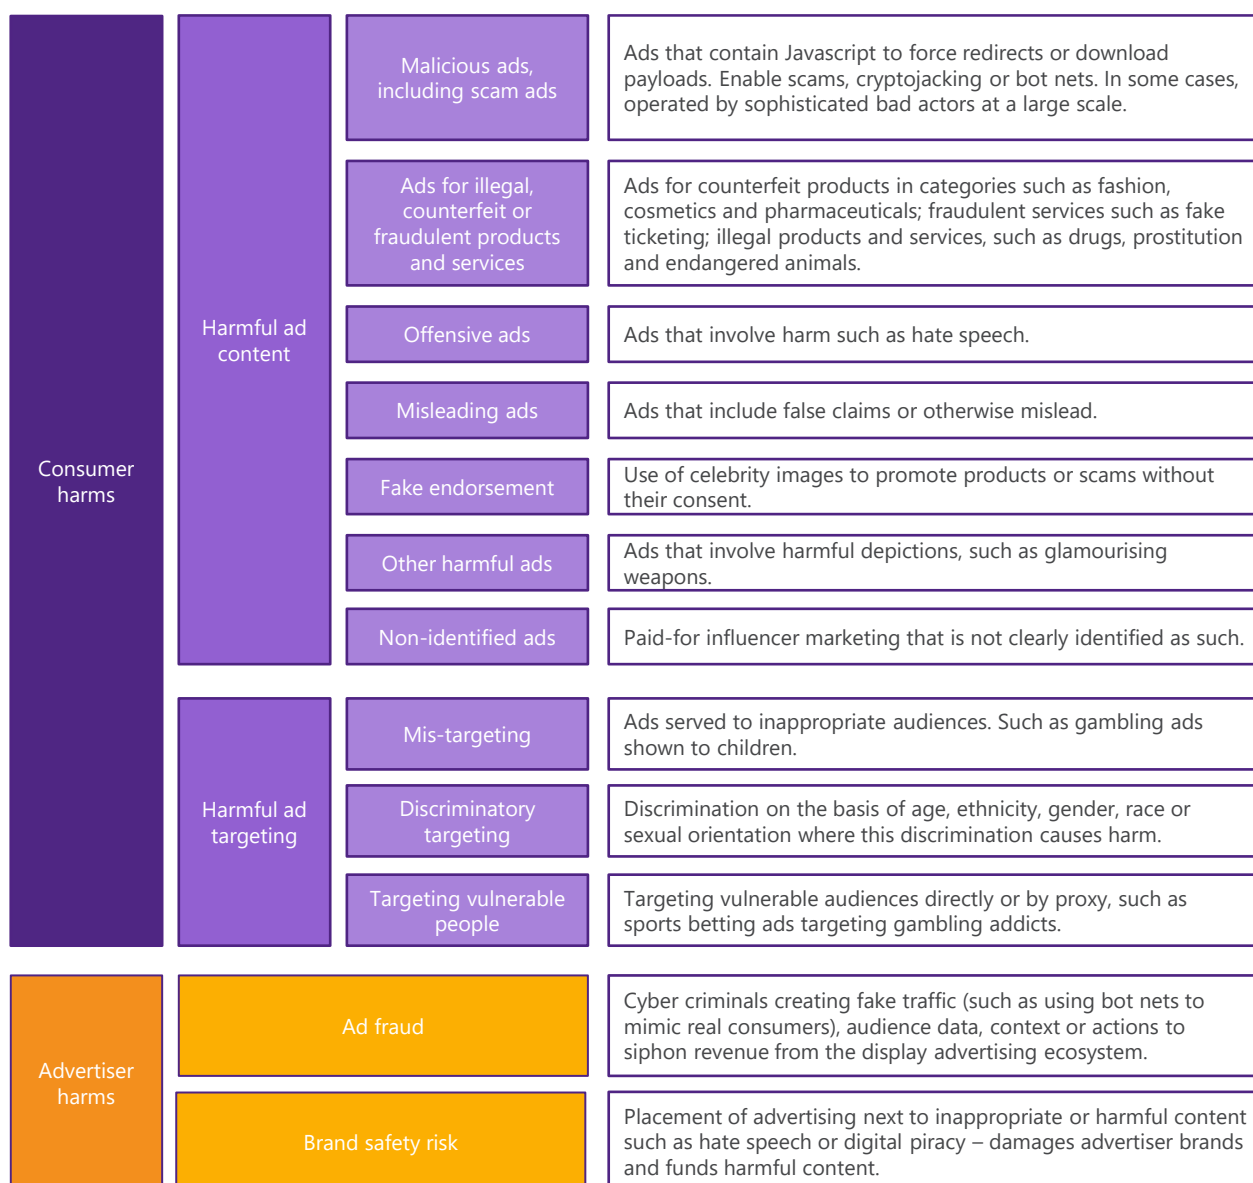 Consumer
harms
Harmful ad
content
Malicious ads,
including scam ads
Ads that contain Javascript to force redirects or download
payloads. Enable scams, cryptojacking or bot nets. In some cases,
operated by sophisticated bad actors at a large scale.
Ads for illegal,
counterfeit or
fraudulent products
and services
Ads for counterfeit products in categories such as fashion,
cosmetics and pharmaceuticals; fraudulent services such as fake
ticketing; illegal products and services, such as drugs, prostitution
and endangered animals.
Offensive ads
Ads that involve harm such as hate speech.
Misleading ads
Ads that include false claims or otherwise mislead.
Fake endorsement
Use of celebrity images to promote products or scams without
their consent.
Other harmful ads
Ads that involve harmful depictions, such as glamourising
weapons.
Non-identified ads
Paid-for influencer marketing that is not clearly identified as such.
Harmful ad
targeting
Mis-targeting
Ads served to inappropriate audiences. Such as gambling ads
shown to children.
Discriminatory
targeting
Discrimination on the basis of age, ethnicity, gender, race or
sexual orientation where this discrimination causes harm.
Targeting vulnerable
people
Targeting vulnerable audiences directly or by proxy, such as
sports betting ads targeting gambling addicts.
Advertiser
harms
Ad fraud
Cyber criminals creating fake traffic (such as using bot nets to
mimic real consumers), audience data, context or actions to
siphon revenue from the display advertising ecosystem.
Brand safety risk
Placement of advertising next to inappropriate or harmful content
such as hate speech or digital piracy – damages advertiser brands
and funds harmful content.